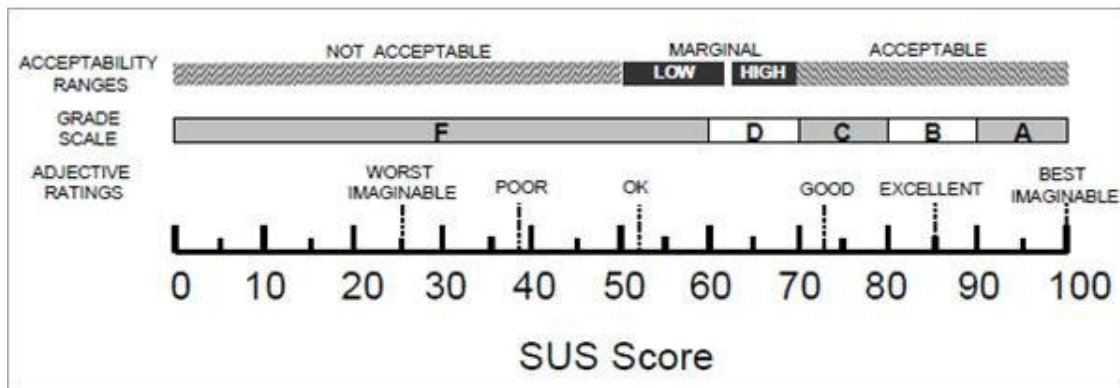 NOT ACCEPTABLE MARGINAL ACCEPTABLE
ACCEPTABILITY
RANGES
LOW HIGH
GRADE
SCALE
F D C B A
ADJECTIVE
RATINGS
WORST
IMAGINABLE
POOR OK GOOD EXCELLENT
BEST
IMAGINABLE
0 10 20 30 40 50 60 70 80 90 100
SUS Score